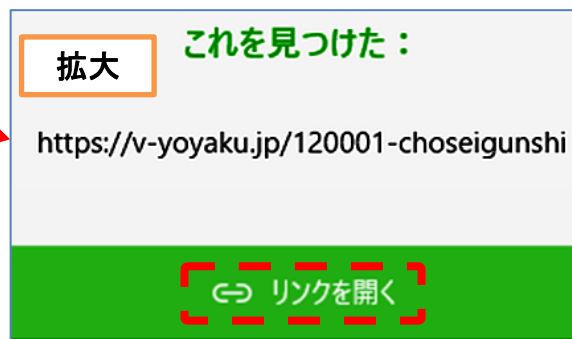 これを見つけた：
拡大
https://v-yoyaku.jp/120001-choseigunshi
リンクを開く